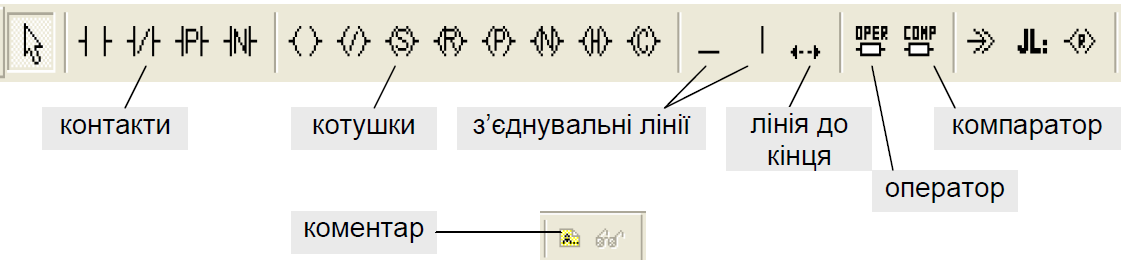 P N S R P N H C OPER COMP JL: R
контакти
котушки
з’єднувальні лінії
лінія до
кінця
компаратор
оператор
коментар
A..